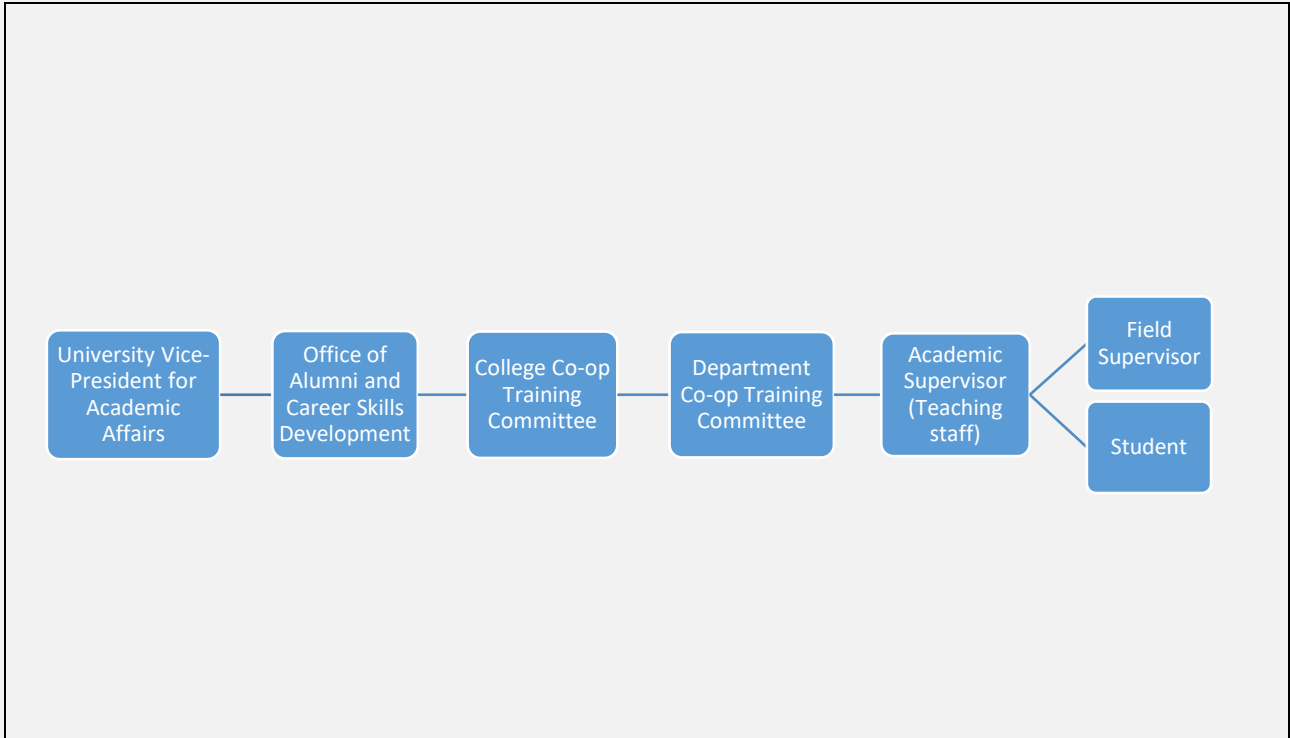 University Vice-
President for
Academic
Affairs
Office of
Alumni and
Career Skills
Development
College Co-op
Training
Committee
Department
Co-op Training
Committee
Academic
Supervisor
(Teaching
staff)
Field
Supervisor
Student